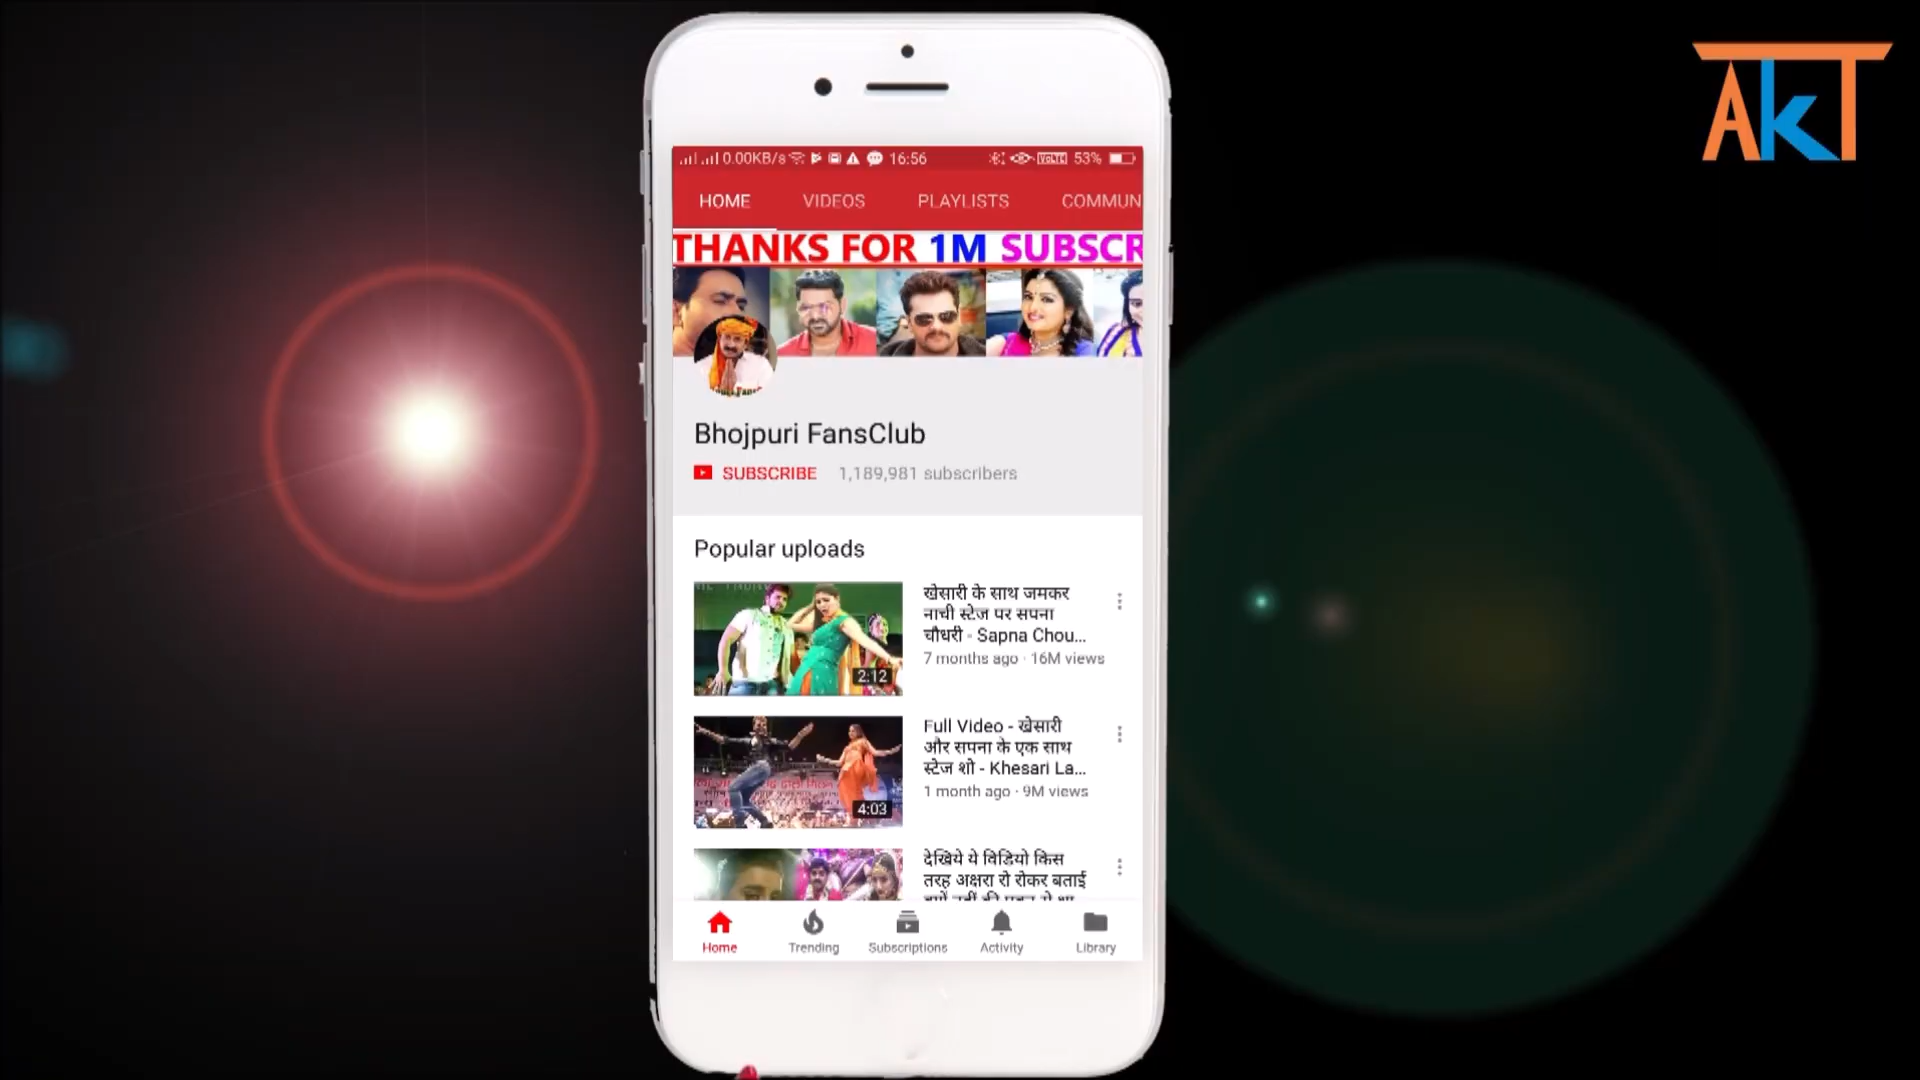 AKT
0.00KB/s 16:56 VoLTE 53%
HOME VIDEOS PLAYLISTS COMMUN
THANKS FOR 1M SUBSCR
Bhojpuri FansClub
SUBSCRIBE 1,189,981 subscribers
Popular uploads
खेसारी के साथ जमकर
नाची स्टेज पर सपना
चौधरी - Sapna Chou...
7 months ago · 16M views
2:12
Full Video - खेसारी
और सपना के एक साथ
स्टेज शो - Khesari La...
1 month ago · 9M views
4:03
देखिये ये विडियो किस
तरह अक्षरा रो रोकर बताई
Home Trending Subscriptions Activity Library